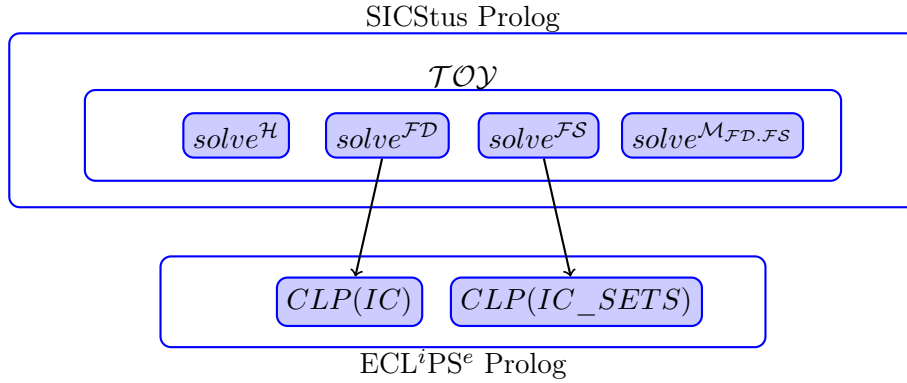 SICStus Prolog
𝒯𝒪𝒴
solve^ℋ solve^ℱ𝒟 solve^ℱ𝒮 solve^ℳ_ℱ𝒟.ℱ𝒮
CLP(IC) CLP(IC_SETS)
ECL^iPS^e Prolog